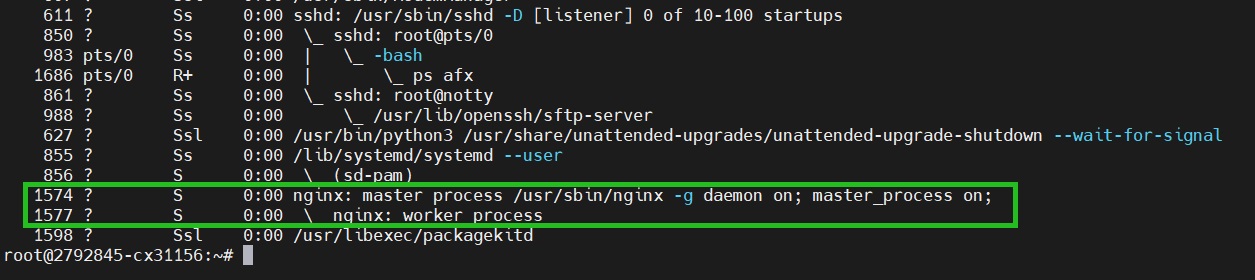 611 ?        Ss     0:00 sshd: /usr/sbin/sshd -D [listener] 0 of 10-100 startups
850 ?        Ss     0:00  \_ sshd: root@pts/0
983 pts/0    Ss     0:00  |   \_ -bash
1686 pts/0    R+     0:00  |       \_ ps afx
861 ?        Ss     0:00  \_ sshd: root@notty
988 ?        Ss     0:00      \_ /usr/lib/openssh/sftp-server
627 ?        Ssl    0:00 /usr/bin/python3 /usr/share/unattended-upgrades/unattended-upgrade-shutdown --wait-for-signal
855 ?        Ss     0:00 /lib/systemd/systemd --user
856 ?        S      0:00  \_ (sd-pam)
1574 ?        S      0:00 nginx: master process /usr/sbin/nginx -g daemon on; master_process on;
1577 ?        S      0:00  \_ nginx: worker process
1598 ?        Ssl    0:00 /usr/libexec/packagekitd
root@2792845-cx31156:~#